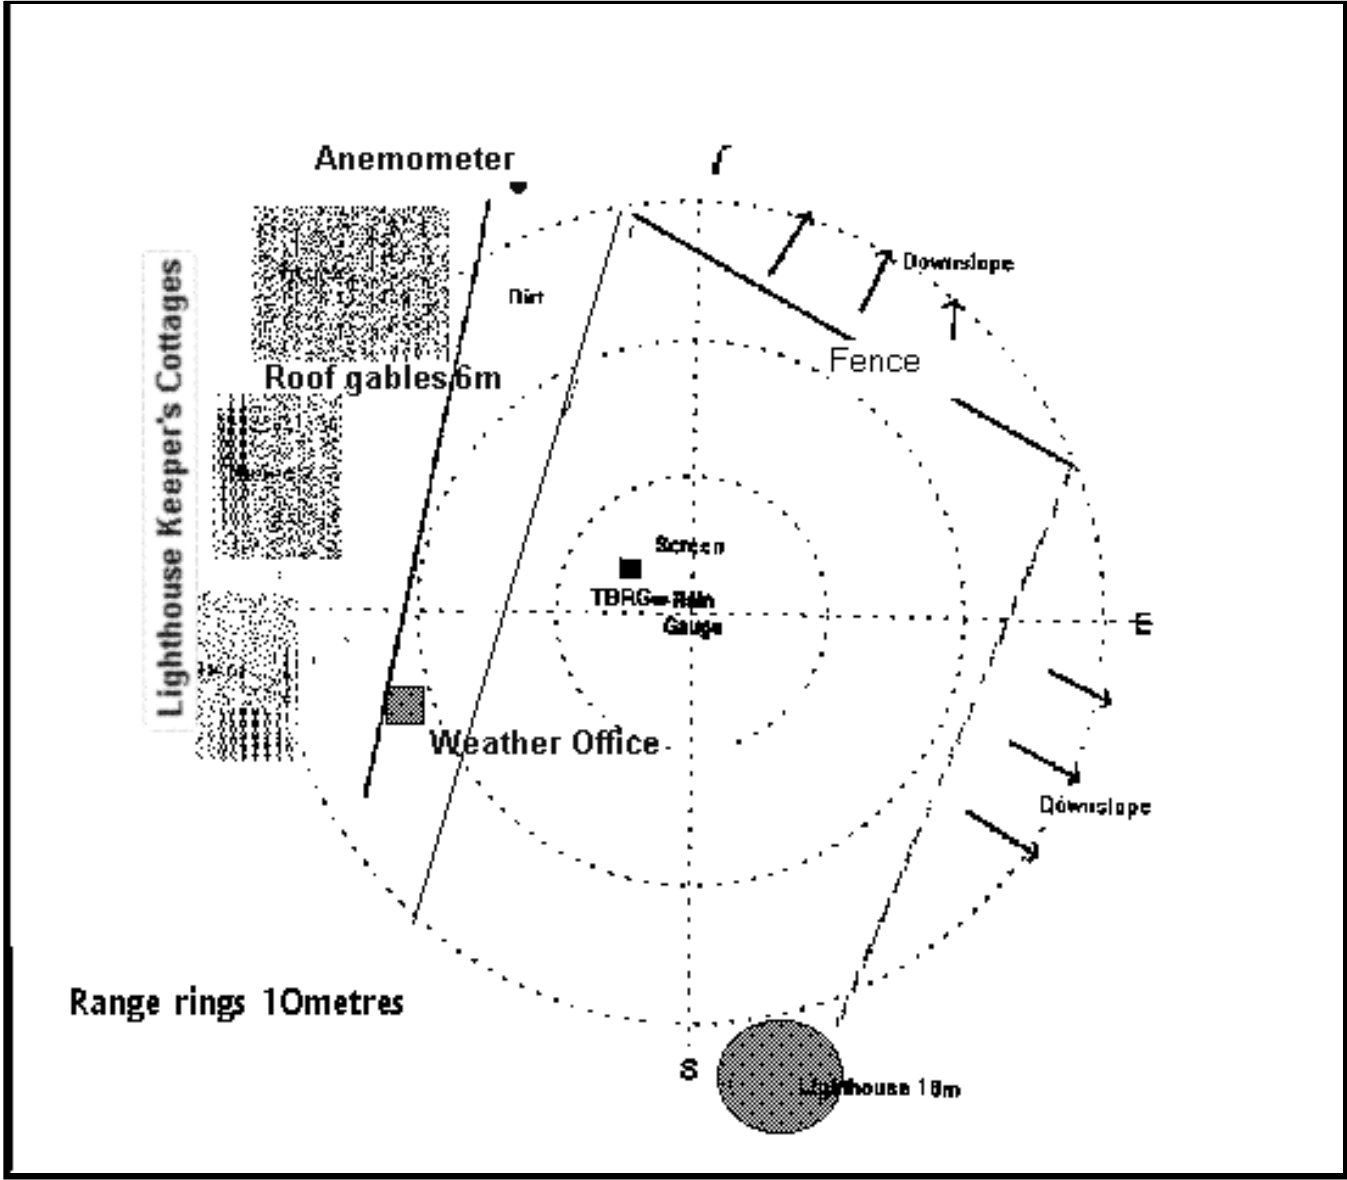 Anemometer
Downslope
Dirt
Fence
Roof gables 6m
Lighthouse Keeper's Cottages
Screen
TBRG Rain
Gauge
E
Weather Office
Downslope
Range rings 10metres
S
Lighthouse